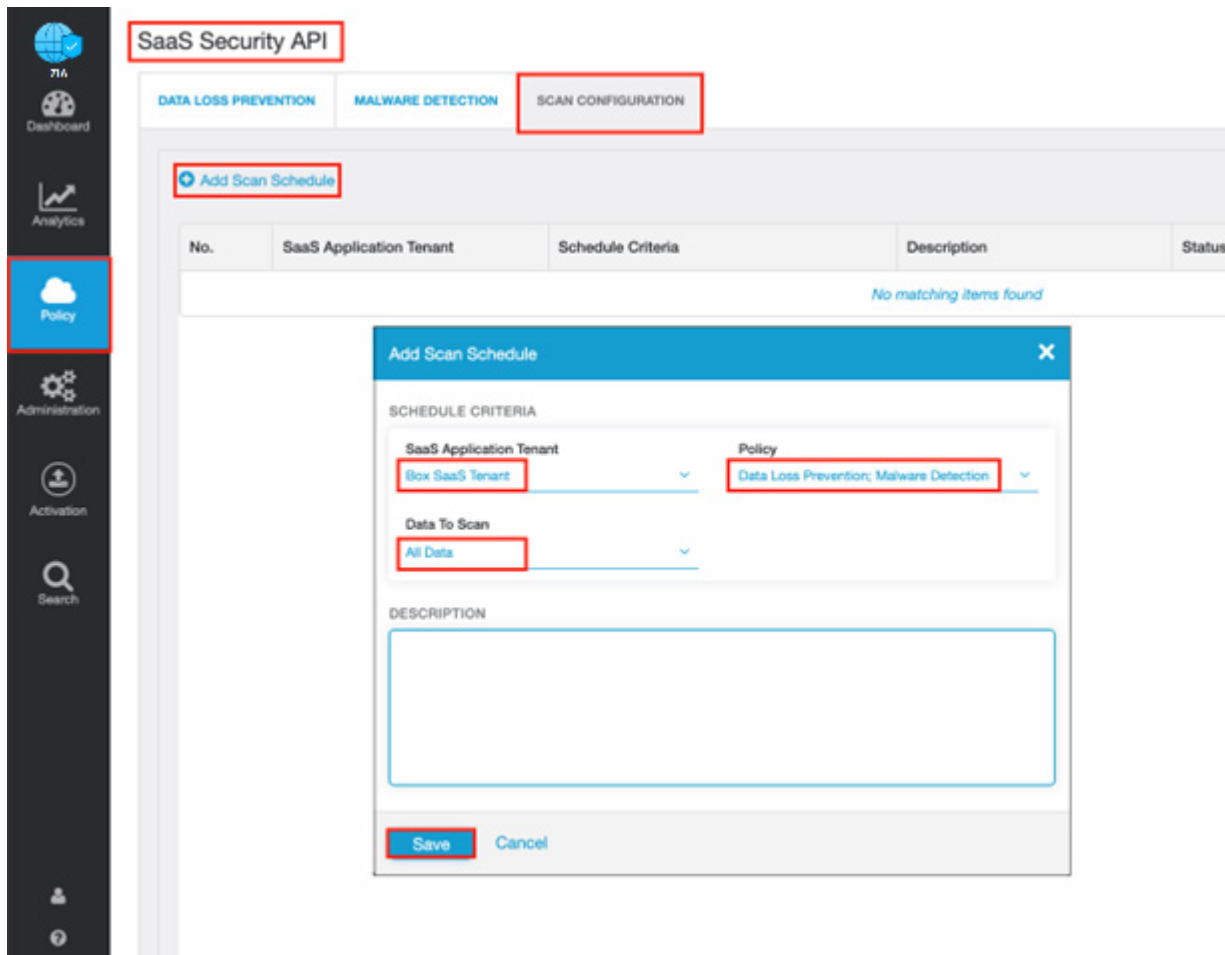 SaaS Security API
ZIA
Dashboard
Analytics
Policy
Administration
Activation
Search
DATA LOSS PREVENTION MALWARE DETECTION SCAN CONFIGURATION
Add Scan Schedule
No. SaaS Application Tenant Schedule Criteria Description Status
No matching items found
Add Scan Schedule
SCHEDULE CRITERIA
SaaS Application Tenant Policy
Box SaaS Tenant Data Loss Prevention; Malware Detection
Data To Scan
All Data
DESCRIPTION
Save Cancel